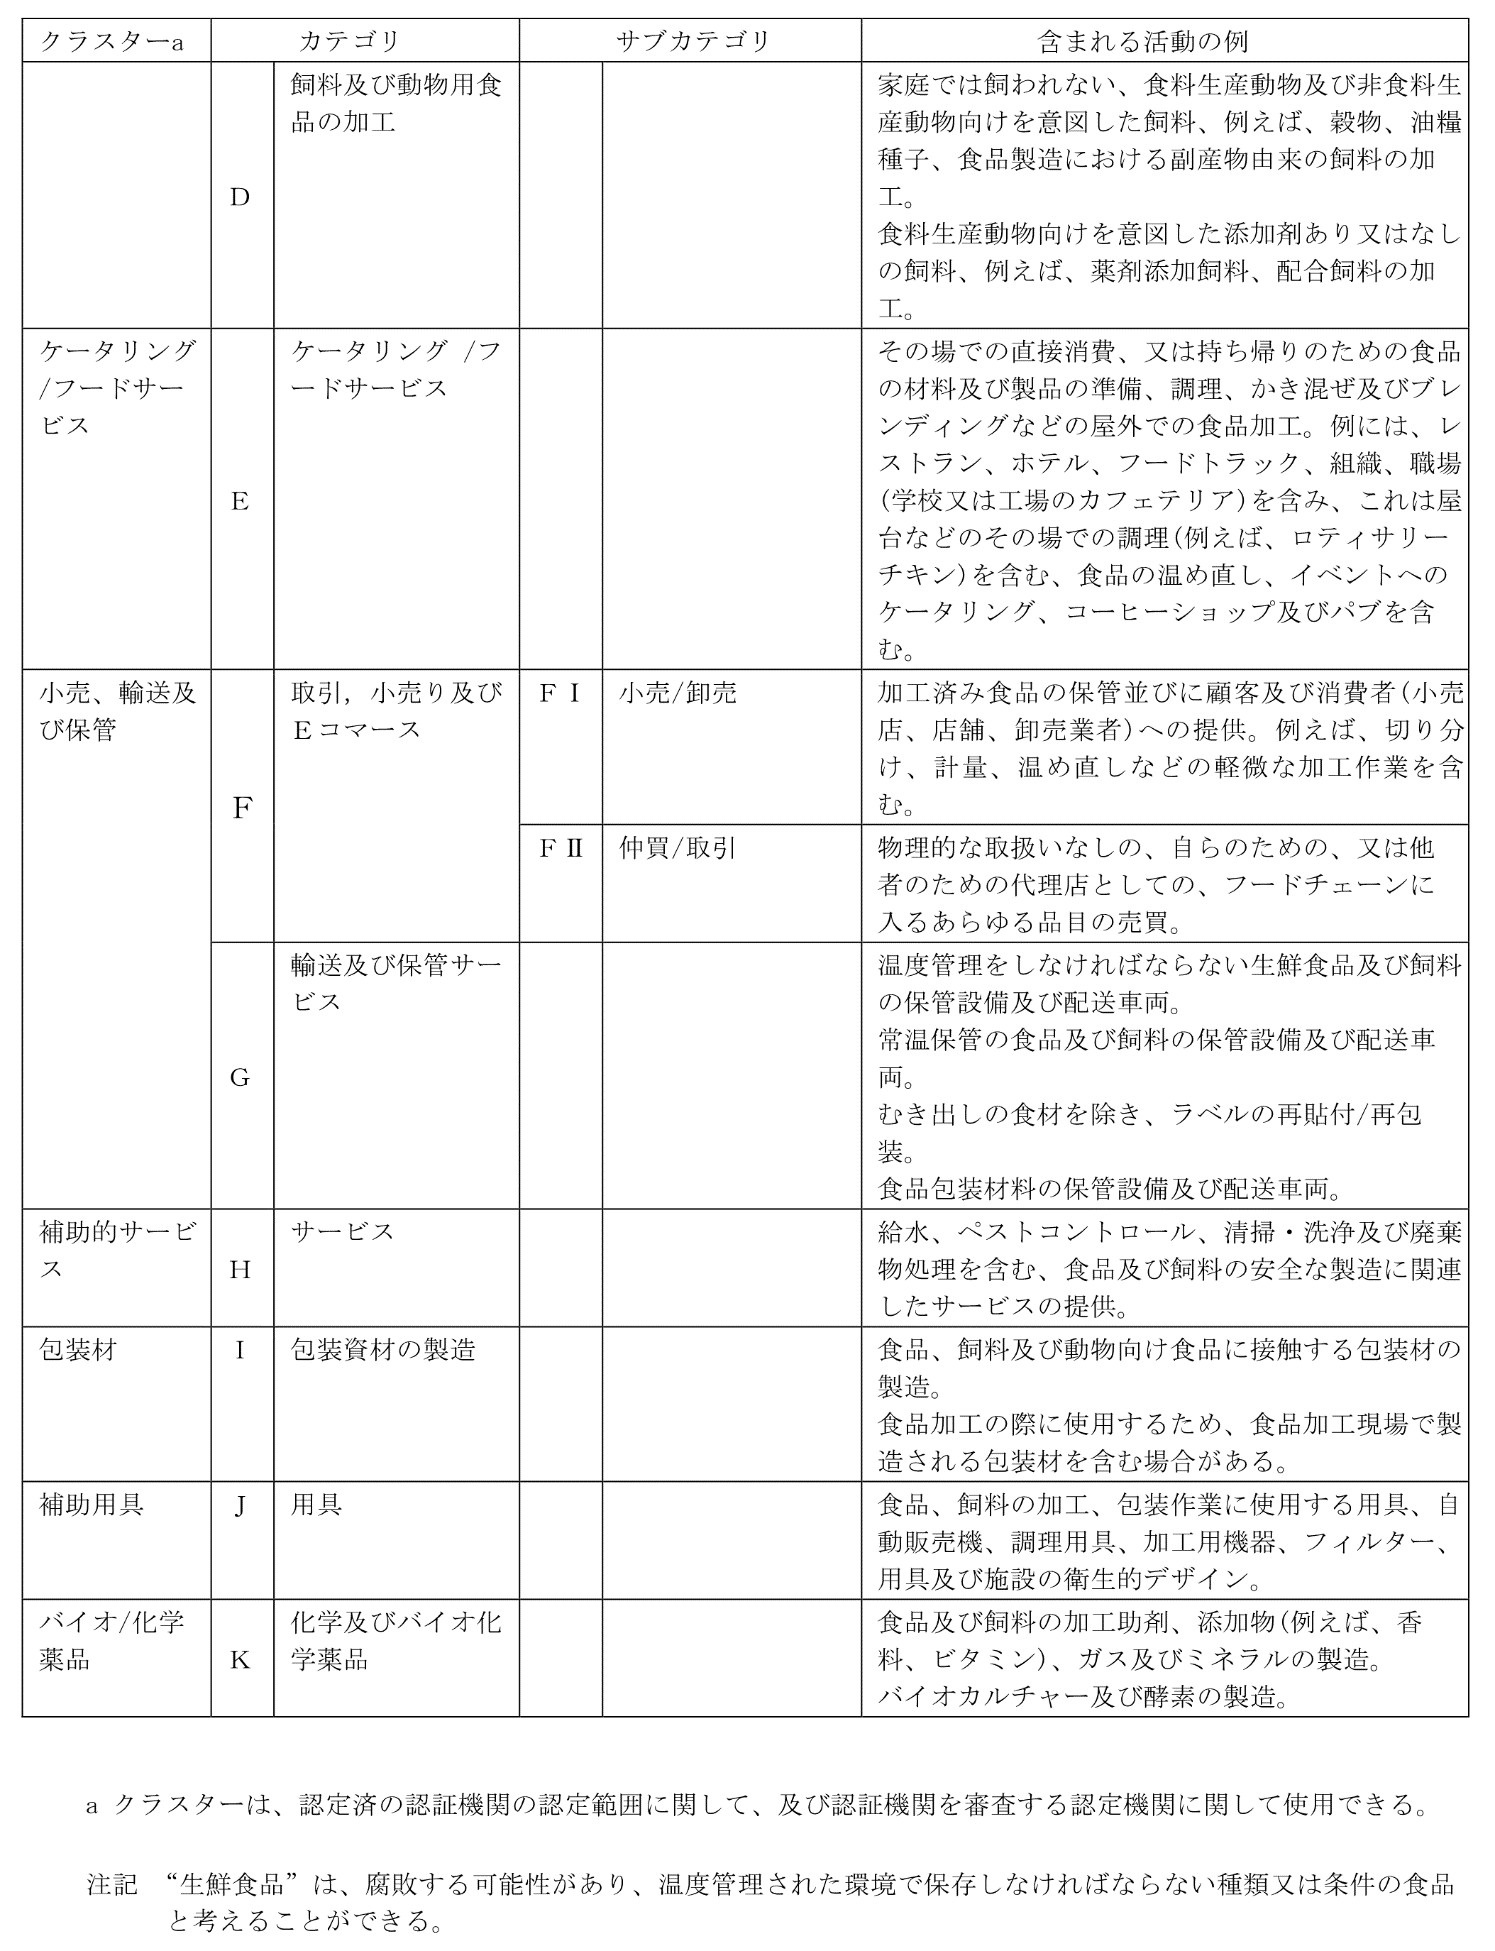 クラスターa カテゴリ サブカテゴリ 含まれる活動の例
D
飼料及び動物用食
品の加工
家庭では飼われない、食料生産動物及び非食料生
産動物向けを意図した飼料、例えば、穀物、油糧
種子、食品製造における副産物由来の飼料の加
工。
食料生産動物向けを意図した添加剤あり又はなし
の飼料、例えば、薬剤添加飼料、配合飼料の加
工。
ケータリング
/フードサー
ビス
E
ケータリング /フ
ードサービス
その場での直接消費、又は持ち帰りのための食品
の材料及び製品の準備、調理、かき混ぜ及びブレ
ンディングなどの屋外での食品加工。例には、レ
ストラン、ホテル、フードトラック、組織、職場
(学校又は工場のカフェテリア)を含み、これは屋
台などのその場での調理(例えば、ロティサリー
チキン)を含む、食品の温め直し、イベントへの
ケータリング、コーヒーショップ及びパブを含
む。
小売、輸送及
び保管
F
取引，小売り及び
Ｅコマース
ＦⅠ 小売/卸売
加工済み食品の保管並びに顧客及び消費者(小売
店、店舗、卸売業者)への提供。例えば、切り分
け、計量、温め直しなどの軽微な加工作業を含
む。
ＦⅡ 仲買/取引
物理的な取扱いなしの、自らのための、又は他
者のための代理店としての、フードチェーンに
入るあらゆる品目の売買。
G
輸送及び保管サー
ビス
温度管理をしなければならない生鮮食品及び飼料
の保管設備及び配送車両。
常温保管の食品及び飼料の保管設備及び配送車
両。
むき出しの食材を除き、ラベルの再貼付/再包
装。
食品包装材料の保管設備及び配送車両。
補助的サービ
ス
H
サービス
給水、ペストコントロール、清掃・洗浄及び廃棄
物処理を含む、食品及び飼料の安全な製造に関連
したサービスの提供。
包装材
I
包装資材の製造
食品、飼料及び動物向け食品に接触する包装材の
製造。
食品加工の際に使用するため、食品加工現場で製
造される包装材を含む場合がある。
補助用具
J
用具
食品、飼料の加工、包装作業に使用する用具、自
動販売機、調理用具、加工用機器、フィルター、
用具及び施設の衛生的デザイン。
バイオ/化学
薬品
K
化学及びバイオ化
学薬品
食品及び飼料の加工助剤、添加物(例えば、香
料、ビタミン)、ガス及びミネラルの製造。
バイオカルチャー及び酵素の製造。
a クラスターは、認定済の認証機関の認定範囲に関して、及び認証機関を審査する認定機関に関して使用できる。
注記 “生鮮食品” は、腐敗する可能性があり、温度管理された環境で保存しなければならない種類又は条件の食品
と考えることができる。